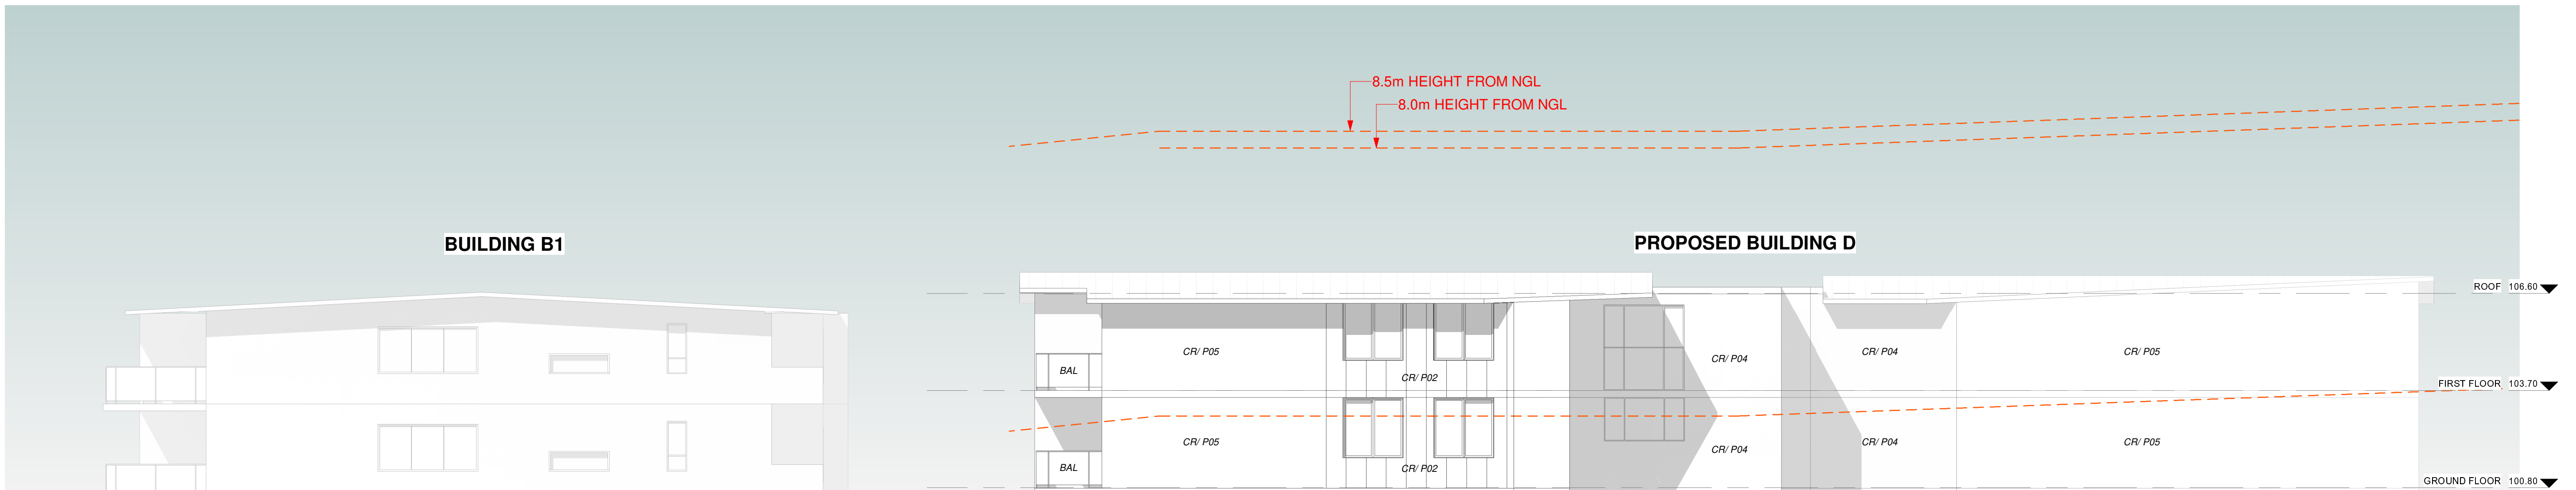 8.5m HEIGHT FROM NGL
8.0m HEIGHT FROM NGL
BUILDING B1
PROPOSED BUILDING D
ROOF 106.60
CR/ P05
CR/ P04
CR/ P04
CR/ P05
BAL
CR/ P02
FIRST FLOOR 103.70
CR/ P05
CR/ P04
CR/ P04
CR/ P05
BAL
CR/ P02
GROUND FLOOR 100.80